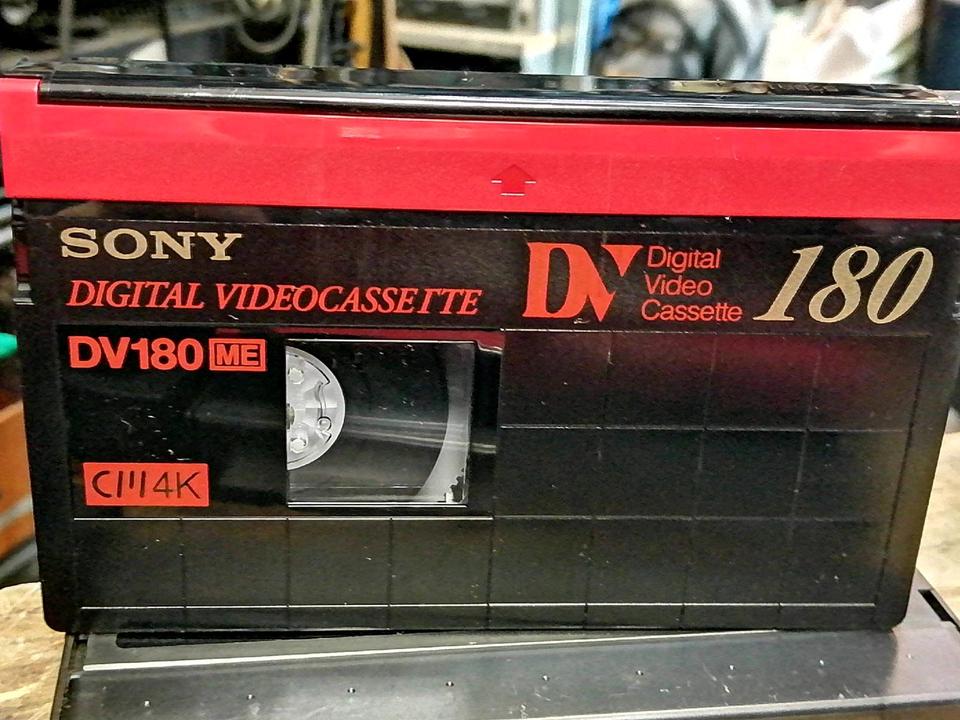 SONY
DIGITAL VIDEOCASSETTE
DV Digital
Video
Cassette
180
DV180 ME
CM4K